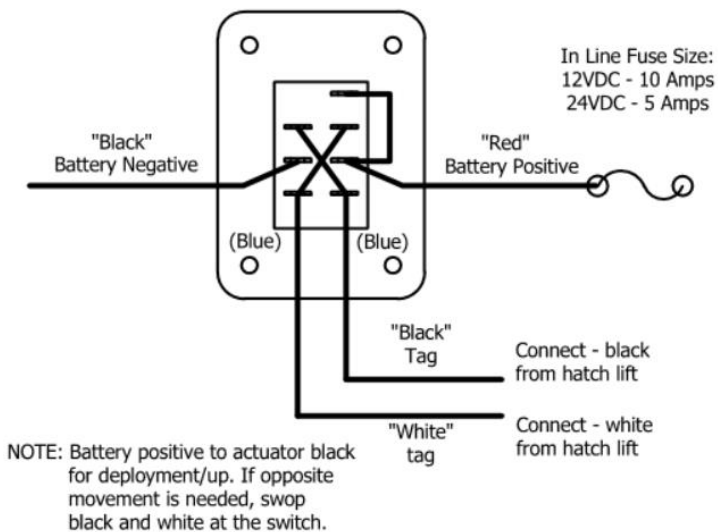 In Line Fuse Size:
12VDC - 10 Amps
24VDC - 5 Amps
"Black"
Battery Negative
"Red"
Battery Positive
(Blue)
(Blue)
"Black"
Tag
Connect - black
from hatch lift
"White"
tag
Connect - white
from hatch lift
NOTE: Battery positive to actuator black
for deployment/up. If opposite
movement is needed, swop
black and white at the switch.